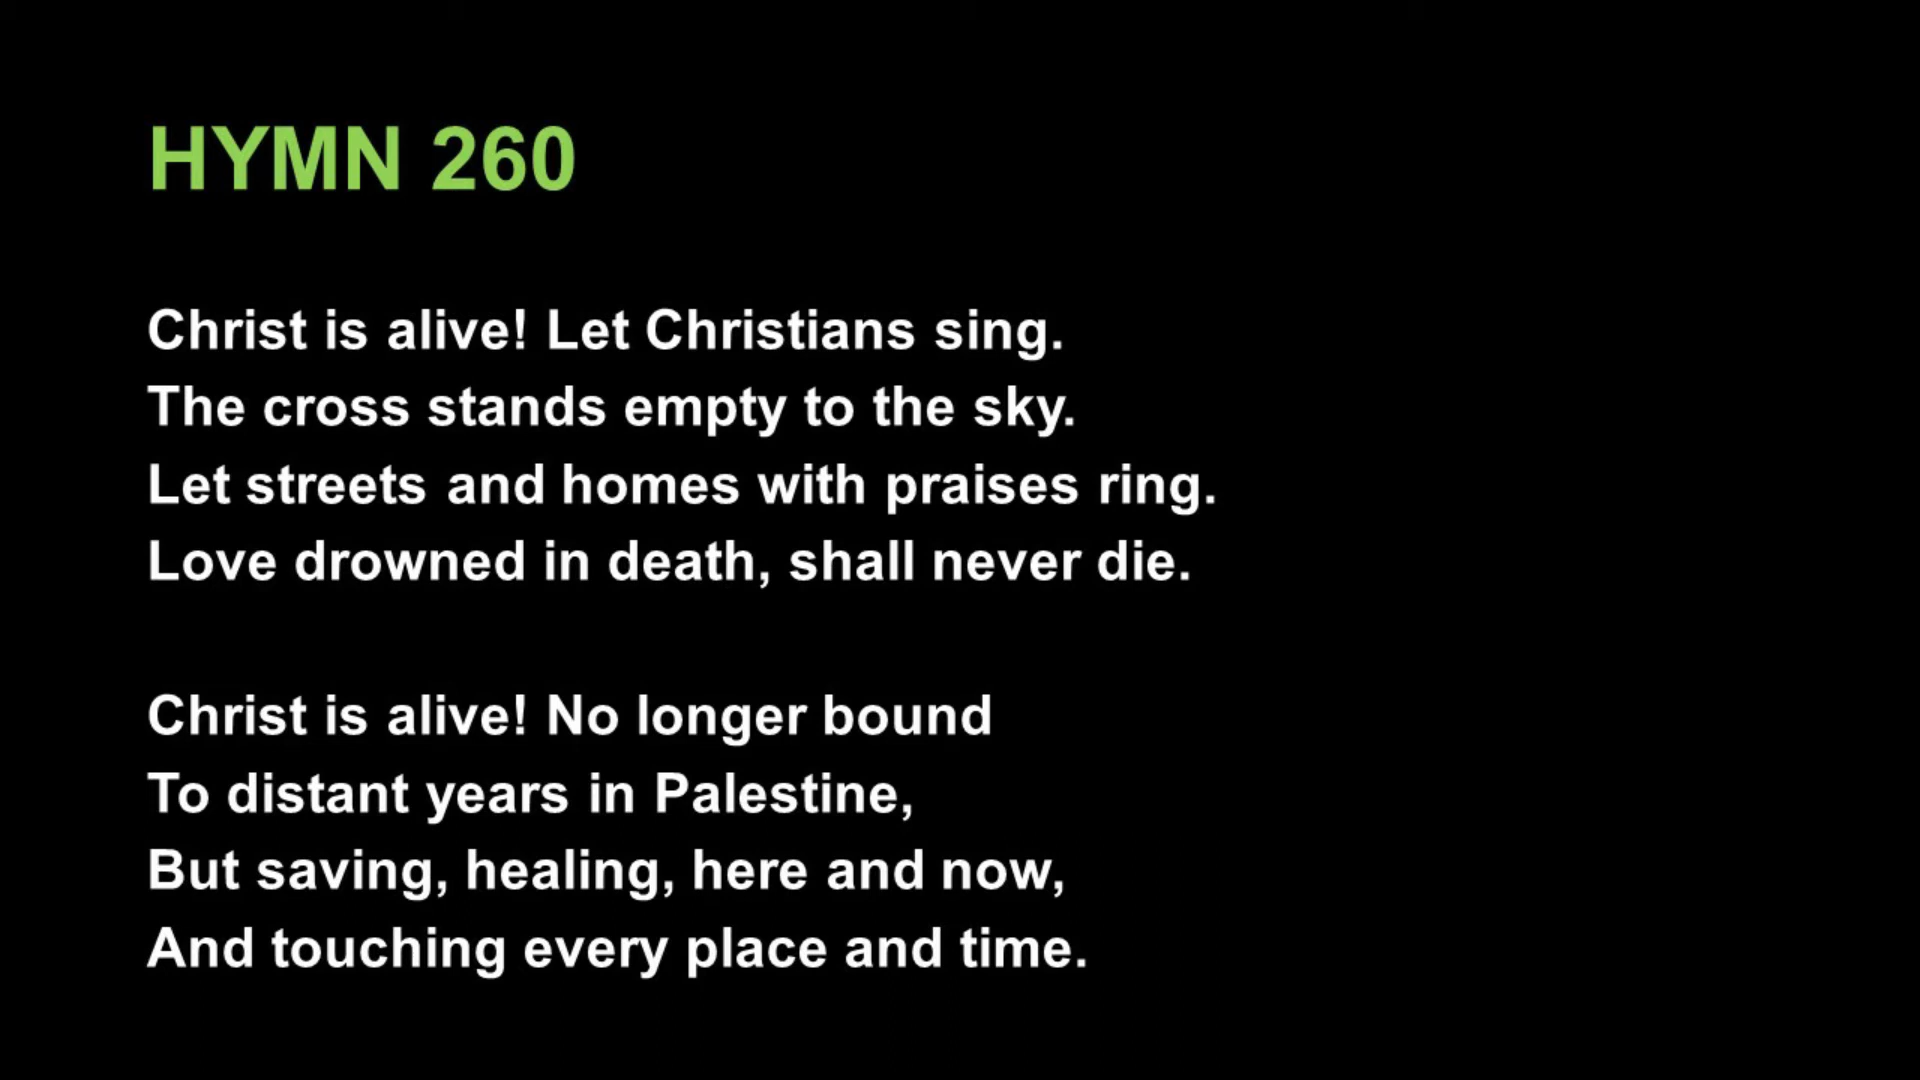 HYMN 260
Christ is alive! Let Christians sing.
The cross stands empty to the sky.
Let streets and homes with praises ring.
Love drowned in death, shall never die.
Christ is alive! No longer bound
To distant years in Palestine,
But saving, healing, here and now,
And touching every place and time.